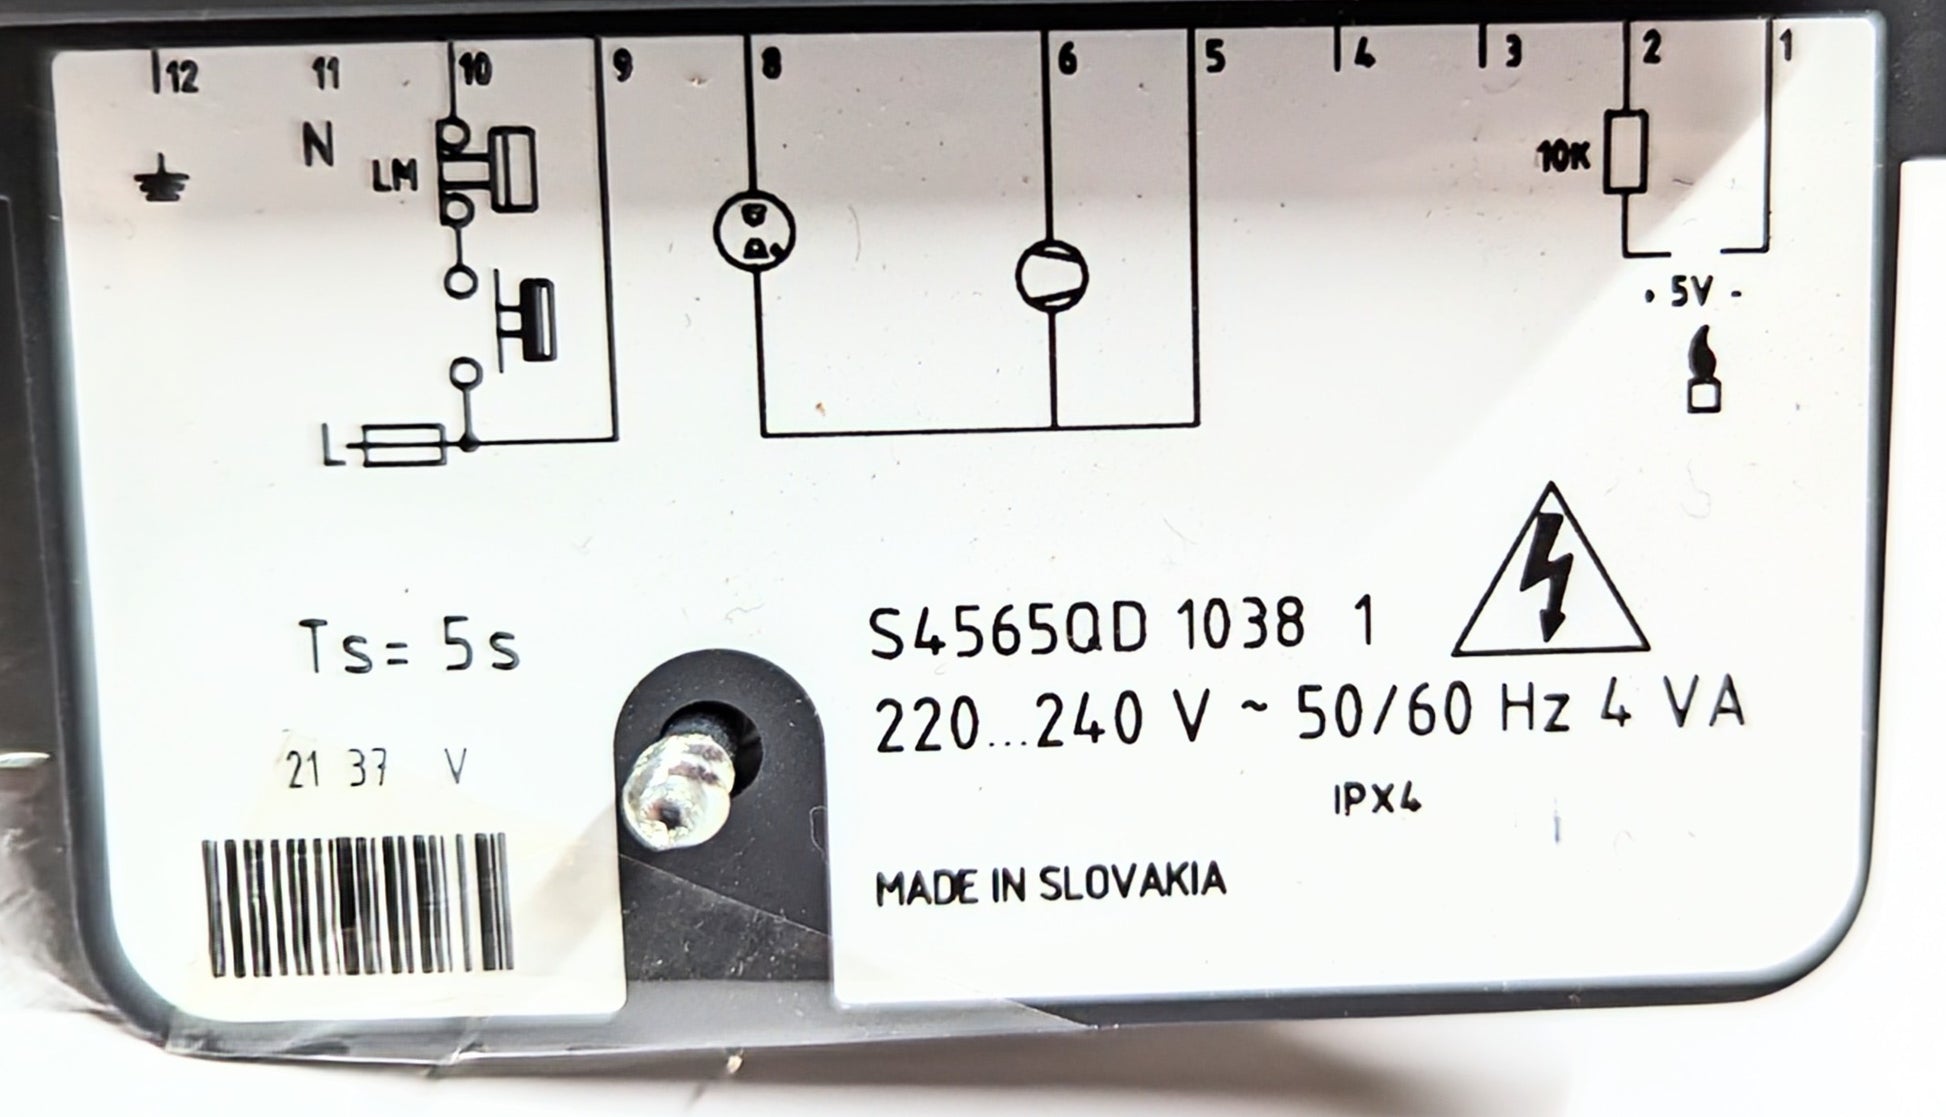 12 11 10 9 8 6 5 4 3 2 1
N
LM
10K
5V -
L
Ts= 5s
S4565QD 1038 1
220...240 V ~ 50/60 Hz 4 VA
21 37 V
IPX4
MADE IN SLOVAKIA